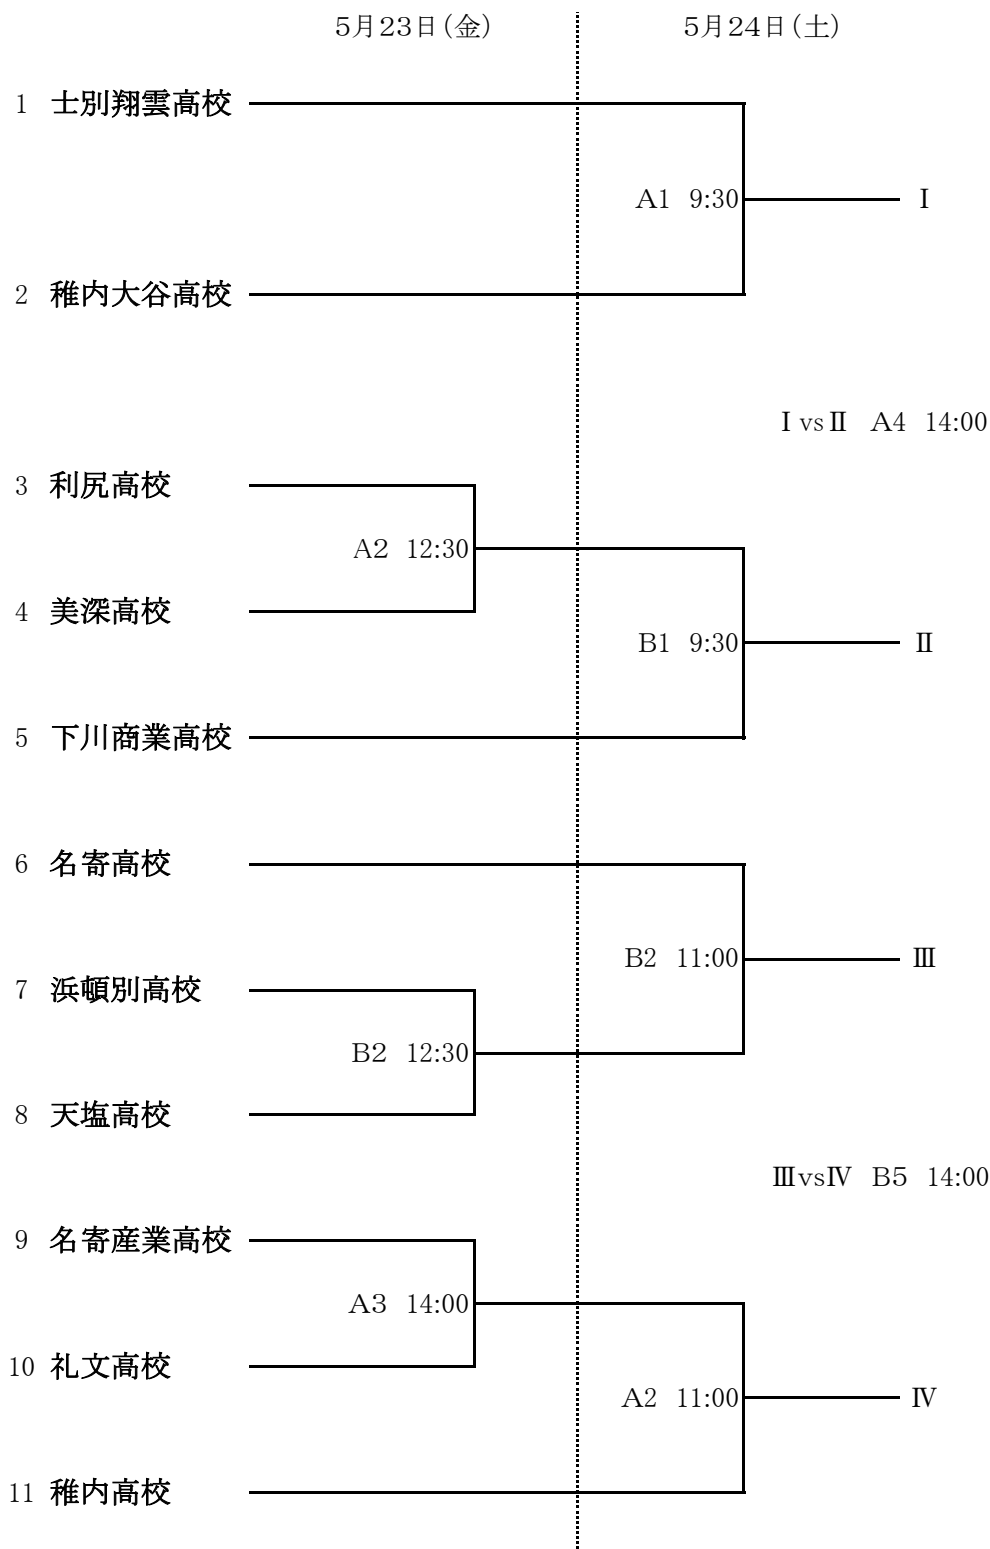 5月23日（金） 5月24日（土）
1 士別翔雲高校
A1 9:30 Ⅰ
2 稚内大谷高校
Ⅰ vs Ⅱ A4 14:00
3 利尻高校
A2 12:30
4 美深高校
B1 9:30 Ⅱ
5 下川商業高校
6 名寄高校
B2 11:00 Ⅲ
7 浜頓別高校
B2 12:30
8 天塩高校
ⅢvsⅣ B5 14:00
9 名寄産業高校
A3 14:00
10 礼文高校
A2 11:00 Ⅳ
11 稚内高校